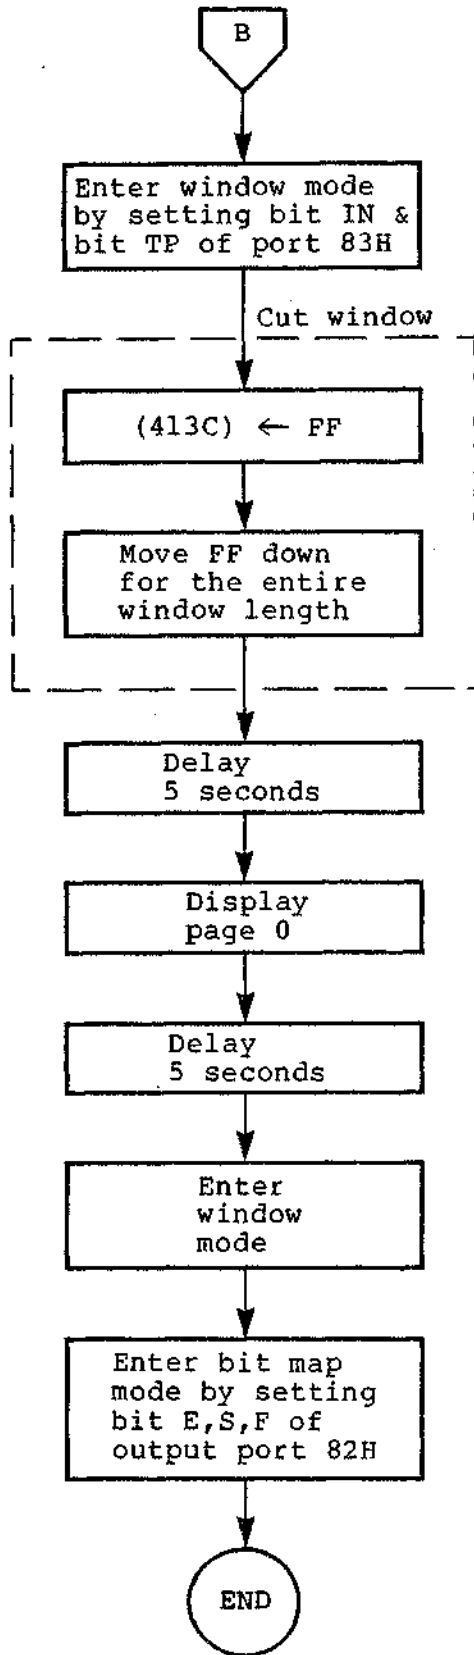 B
Enter window mode
by setting bit IN &
bit TP of port 83H
Cut window
(413C) ← FF
Move FF down
for the entire
window length
Delay
5 seconds
Display
page 0
Delay
5 seconds
Enter
window
mode
Enter bit map
mode by setting
bit E,S,F of
output port 82H
END